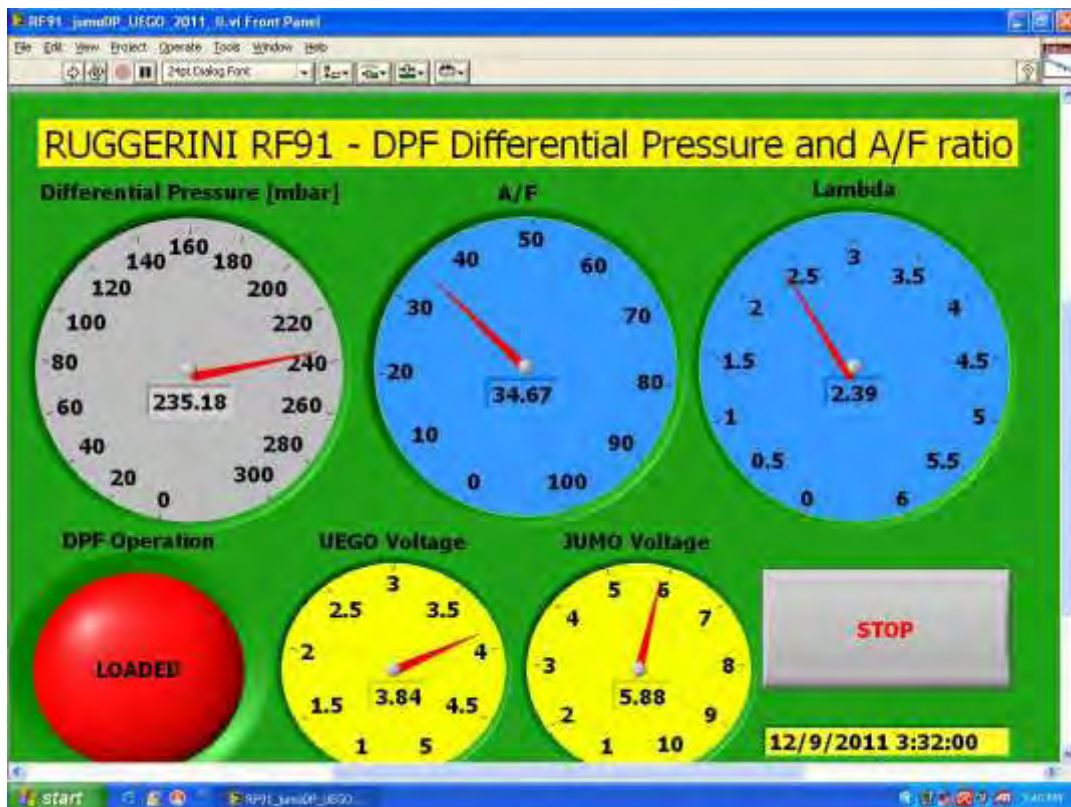 RF91_jumoDP_UEGO_2011_II.vi Front Panel
File Edit View Project Operate Tools Window Help
24pt Dialog Font
RUGGERINI RF91 - DPF Differential Pressure and A/F ratio
Differential Pressure [mbar]
0 20 40 60 80 100 120 140 160 180 200 220 240 260 280 300
235.18
A/F
0 10 20 30 40 50 60 70 80 90 100
34.67
Lambda
0 0.5 1 1.5 2 2.5 3 3.5 4 4.5 5 5.5 6
2.39
DPF Operation
LOADED
UEGO Voltage
1 1.5 2 2.5 3 3.5 4 4.5 5
3.84
JUMO Voltage
1 2 3 4 5 6 7 8 9 10
5.88
STOP
12/9/2011 3:32:00
start
RF91_jumoDP_UEGO...